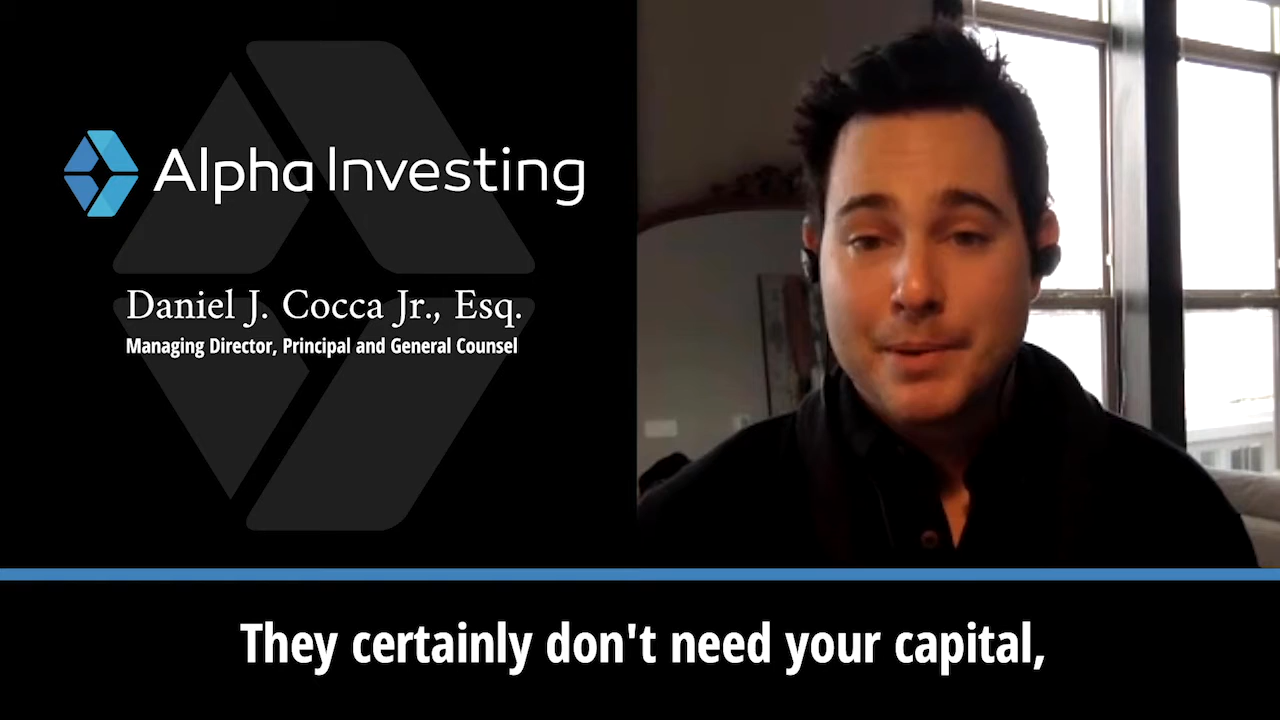 Alpha Investing
Daniel J. Cocca Jr., Esq.
Managing Director, Principal and General Counsel
They certainly don't need your capital,